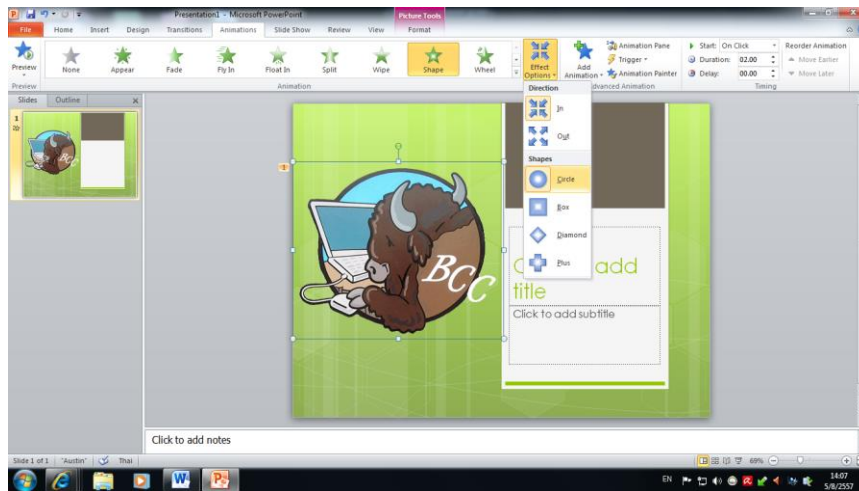 Presentation1 - Microsoft PowerPoint
Picture Tools
File Home Insert Design Transitions Animations Slide Show Review View Format
Preview
None
Appear
Fade
Fly In
Float In
Split
Wipe
Shape
Wheel
Effect Options
Add Animation
Animation Pane
Trigger
Animation Painter
Start: On Click
Duration: 02.00
Delay: 00.00
Reorder Animation
Move Earlier
Move Later
Preview
Animation
dvanced Animation
Timing
Slides Outline
Direction
In
Out
Shapes
Circle
Box
Diamond
Plus
1
1
BCC
BCC
add
title
Click to add subtitle
Click to add notes
Slide 1 of 1 "Austin" Thai
69%
EN
14:07
5/8/2557